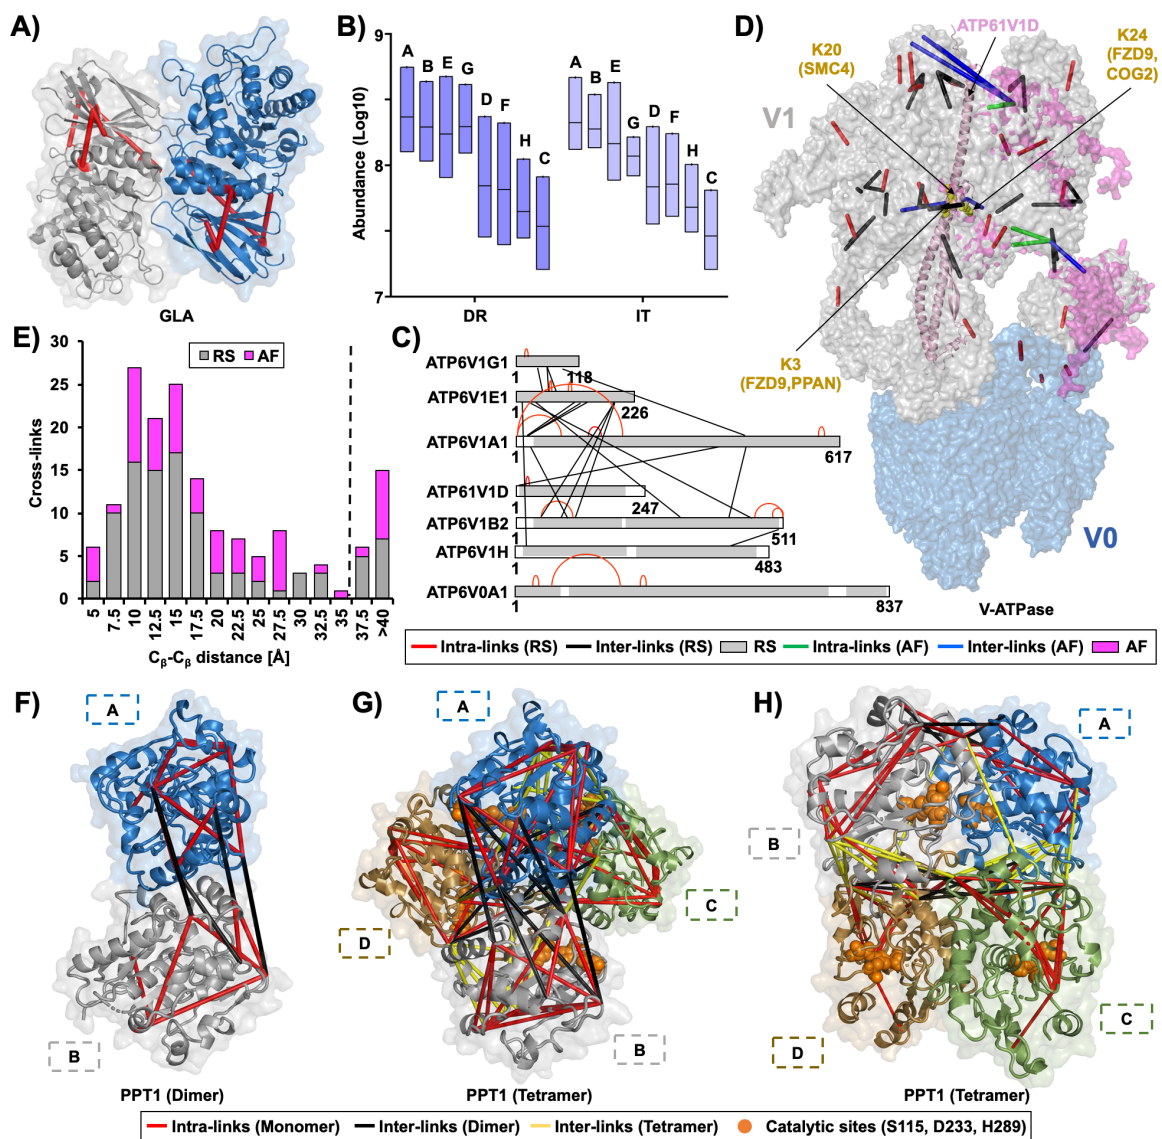 A)
GLA
B)
Abundance (Log10)
9
8
7
A
B
E
G
D
F
H
C
A
B
E
G
D
F
H
C
DR
IT
D)
ATP61V1D
K20
(SMC4)
K24
(FZD9,
COG2)
V1
K3
(FZD9,PPAN)
V0
V-ATPase
E)
RS
AF
Cross-links
30
25
20
15
10
5
0
5
7.5
10
12.5
15
17.5
20
22.5
25
27.5
30
32.5
35
37.5
>40
Cβ-Cβ distance [Å]
C)
ATP6V1G1
1
118
ATP6V1E1
1
226
ATP6V1A1
1
617
ATP61V1D
1
247
ATP6V1B2
1
511
ATP6V1H
1
483
ATP6V0A1
1
837
Intra-links (RS)
Inter-links (RS)
RS
Intra-links (AF)
Inter-links (AF)
AF
F)
A
B
PPT1 (Dimer)
G)
A
D
C
B
PPT1 (Tetramer)
H)
A
B
C
D
PPT1 (Tetramer)
Intra-links (Monomer)
Inter-links (Dimer)
Inter-links (Tetramer)
Catalytic sites (S115, D233, H289)